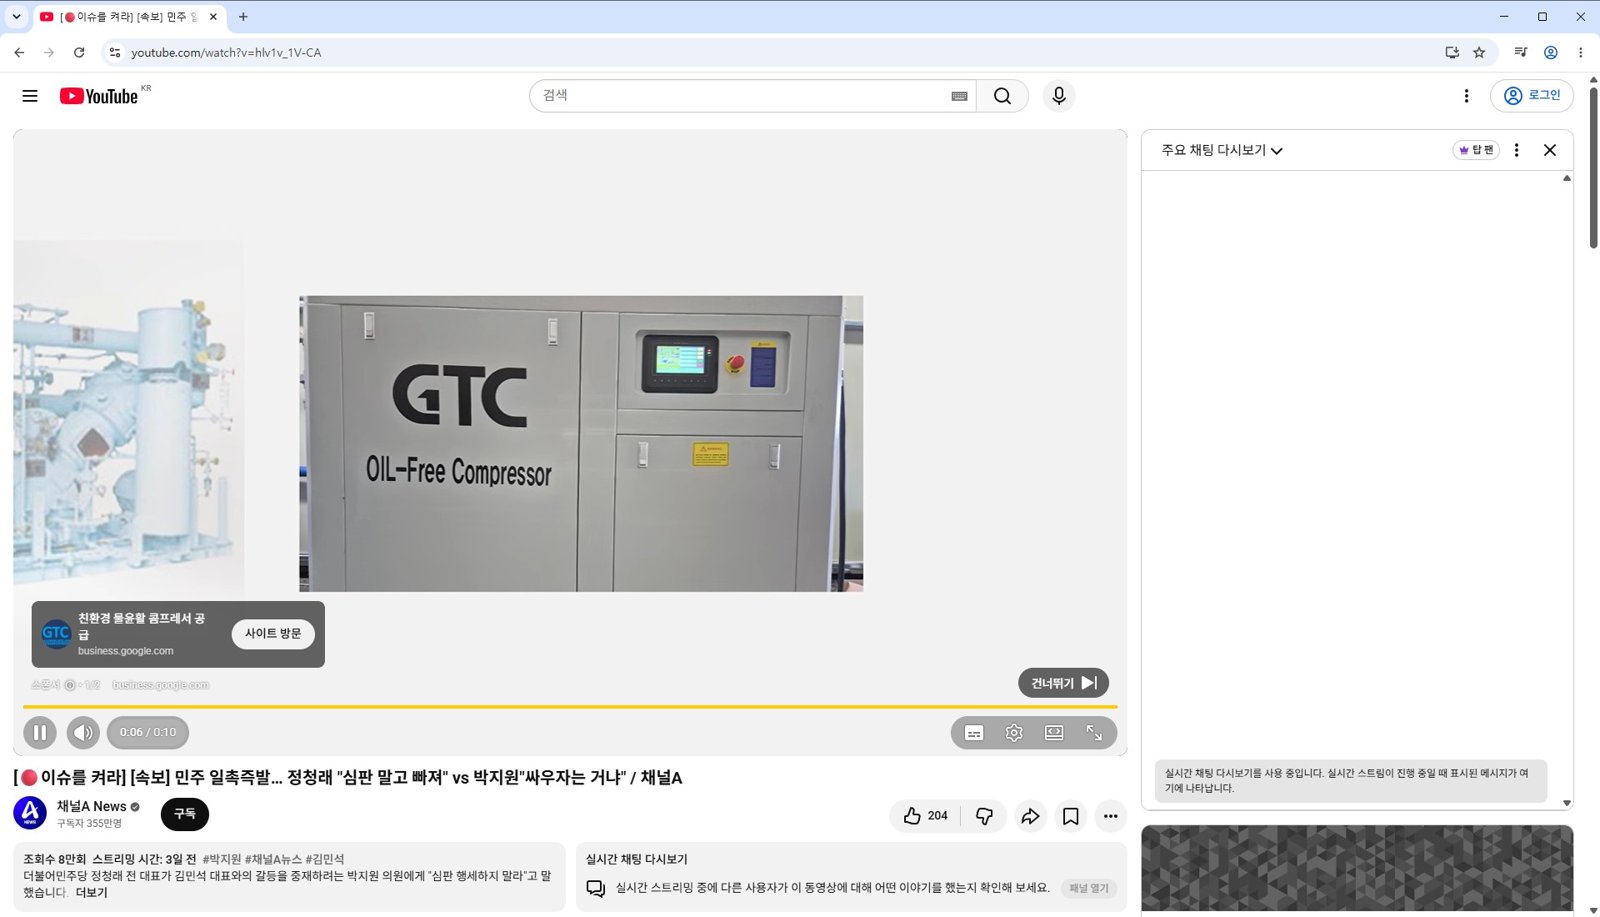 [🔴이슈를 켜라] [속보] 민주 일
youtube.com/watch?v=hlv1v_1V-CA
YouTube KR
검색
로그인
GTC
OIL-Free Compressor
GTC
친환경 물윤활 콤프레서 공
급
business.google.com
사이트 방문
스폰서 · 1/2 business.google.com
건너뛰기
0:06 / 0:10
[🔴이슈를 켜라] [속보] 민주 일촉즉발... 정청래 "심판 말고 빠져" vs 박지원"싸우자는 거냐" / 채널A
NEWS
채널A News
구독자 355만명
구독
204
조회수 8만회 스트리밍 시간: 3일 전 #박지원 #채널A뉴스 #김민석
더불어민주당 정청래 전 대표가 김민석 대표와의 갈등을 중재하려는 박지원 의원에게 "심판 행세하지 말라"고 말
했습니다. 더보기
실시간 채팅 다시보기
실시간 스트리밍 중에 다른 사용자가 이 동영상에 대해 어떤 이야기를 했는지 확인해 보세요.
패널 열기
주요 채팅 다시보기
탑 팬
실시간 채팅 다시보기를 사용 중입니다. 실시간 스트림이 진행 중일 때 표시된 메시지가 여
기에 나타납니다.